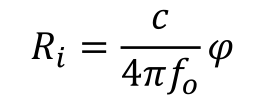 R_i = \frac{c}{4\pi f_o} \varphi